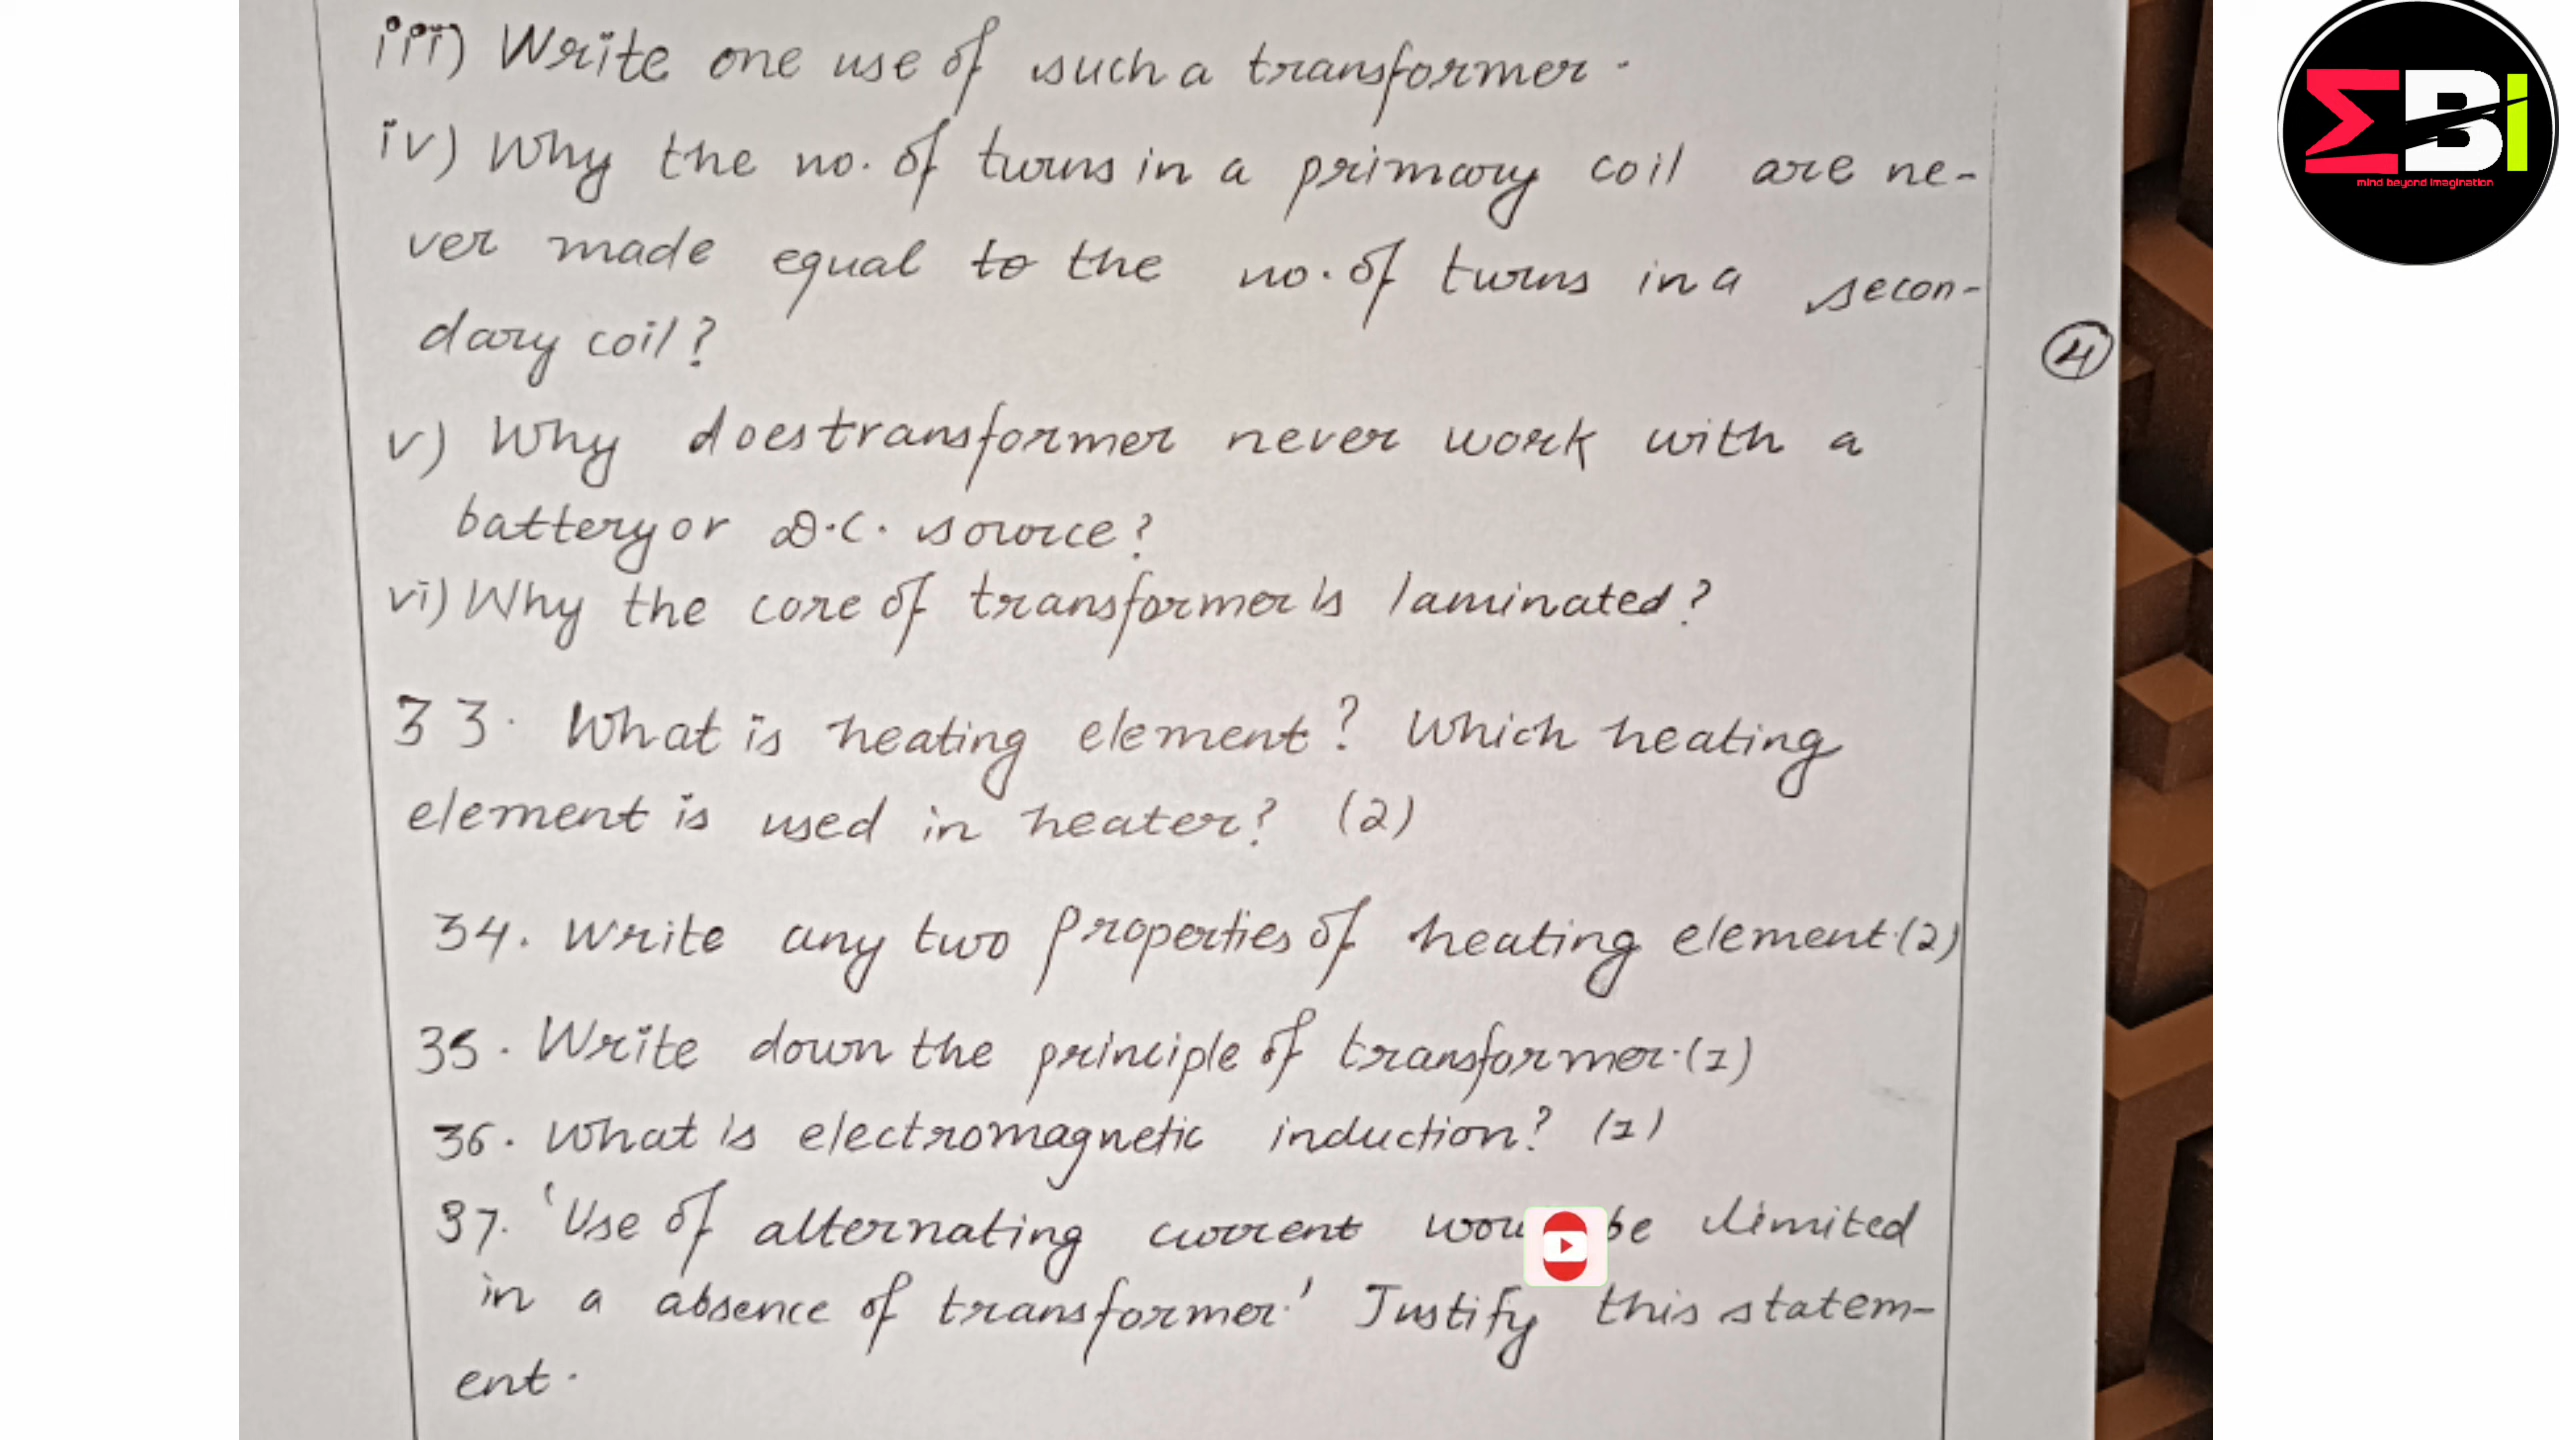 iii) Write one use of such a transformer.
iv) Why the no. of turns in a primary coil are ne-
ver made equal to the no. of turns in a secon-
dary coil?
v) Why does transformer never work with a
battery or D.C. source?
vi) Why the core of transformer is laminated?
33. What is heating element? Which heating
element is used in heater? (2)
34. Write any two properties of heating element. (2)
35. Write down the principle of transformer. (1)
36. What is electromagnetic induction? (1)
37. 'Use of alternating current be limited
in a absence of transformer.' Justify this statem-
ent.
4
MBI
mind beyond imagination